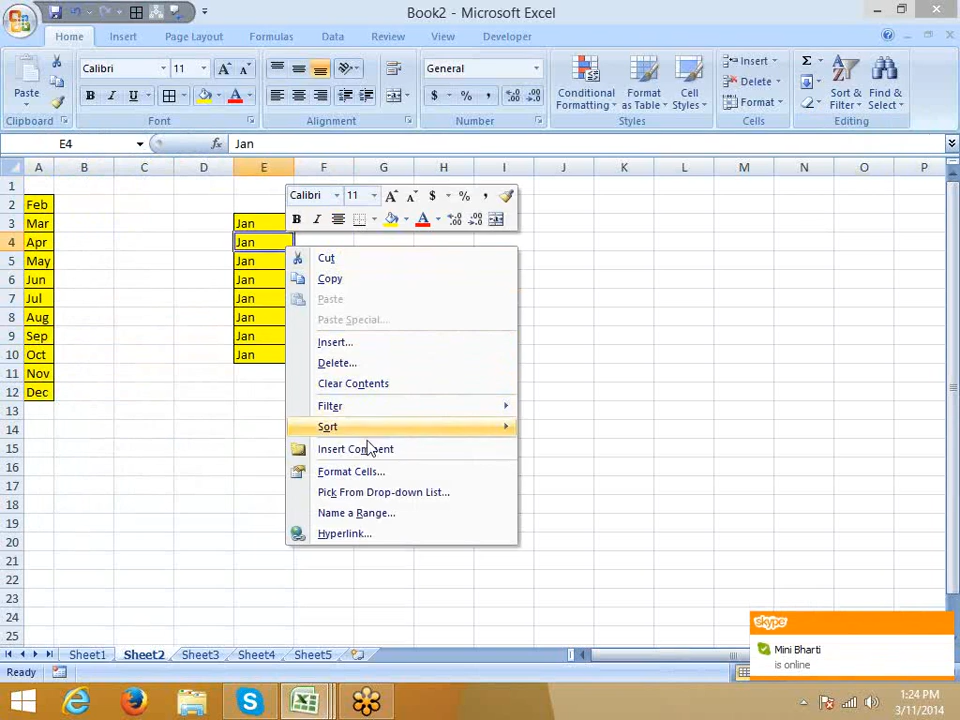 Book2 - Microsoft Excel
Home Insert Page Layout Formulas Data Review View Developer
Paste
Calibri 11
B I U
General
$ % ,
Conditional Formatting
Format as Table
Cell Styles
Insert
Delete
Format
Sort & Filter
Find & Select
Clipboard Font Alignment Number Styles Cells Editing
E4 fx Jan
A B C D E F G H I J K L M N O P
1
2 Feb
3 Mar Jan
4 Apr Jan
5 May Jan
6 Jun Jan
7 Jul Jan
8 Aug Jan
9 Sep Jan
10 Oct Jan
11 Nov
12 Dec
13
14
15
16
17
18
19
20
21
22
23
24
25
Calibri 11 A A $ % ,
B I A
Cut
Copy
Paste
Paste Special...
Insert...
Delete...
Clear Contents
Filter
Sort
Insert Comment
Format Cells...
Pick From Drop-down List...
Name a Range...
Hyperlink...
skype
Mini Bharti
is online
Sheet1 Sheet2 Sheet3 Sheet4 Sheet5
Ready
1:24 PM
3/11/2014